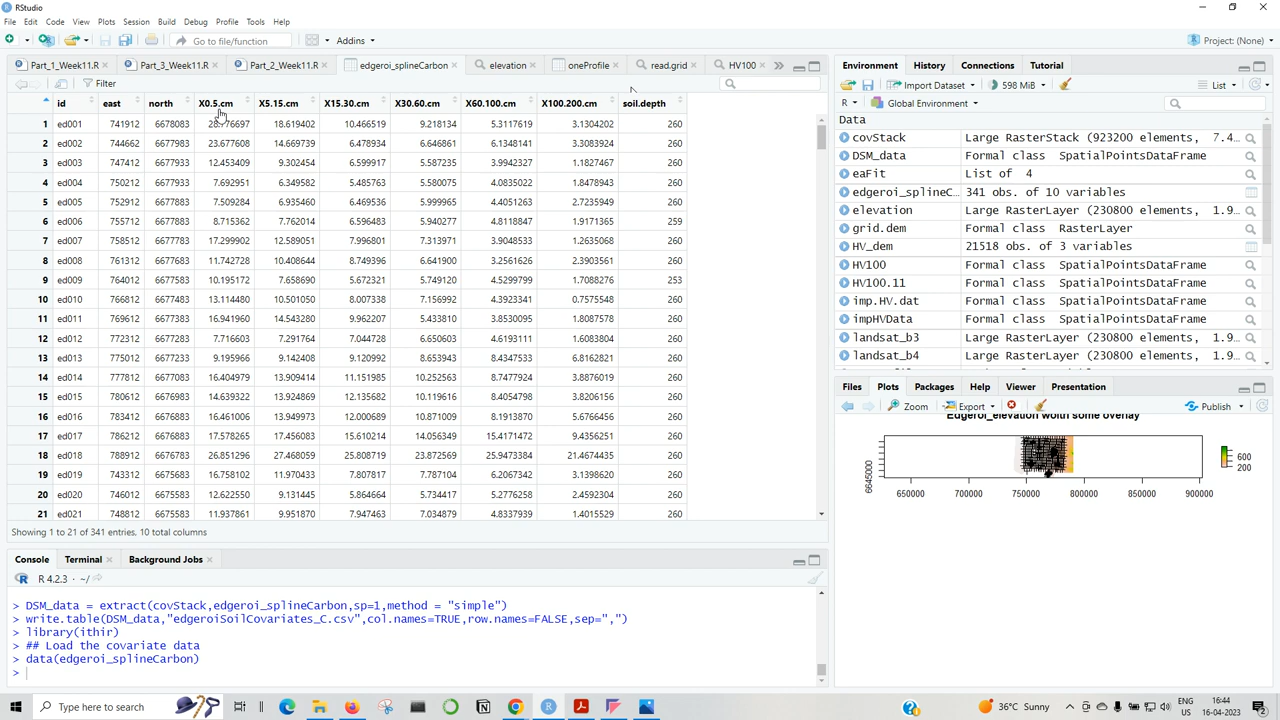 RStudio
File Edit Code View Plots Session Build Debug Profile Tools Help
Go to file/function Addins Project: (None)
Part_1_Week11.R Part_3_Week11.R Part_2_Week11.R edgeroi_splineCarbon elevation oneProfile read.grid HV100
Filter
id east north X0.5.cm X5.15.cm X15.30.cm X30.60.cm X60.100.cm X100.200.cm soil.depth
1 ed001 741912 6678083 18.619402 10.466519 9.218134 5.3117619 3.1304202 260
2 ed002 744662 6677983 23.677608 14.669739 6.478934 6.646861 6.1348141 3.3083924 260
3 ed003 747412 6677933 12.453409 9.302454 6.599917 5.587235 3.9942327 1.1827467 260
4 ed004 750212 6677933 7.692951 6.349582 5.485763 5.580075 4.0835022 1.8478943 260
5 ed005 752912 6677933 7.509284 6.935460 6.469536 5.999965 4.4051263 2.7235949 260
6 ed006 755712 6677883 8.715362 7.762014 6.596483 5.940277 4.8118847 1.9171365 259
7 ed007 758512 6677783 17.299902 12.589051 7.996801 7.313971 3.9048533 1.2635068 260
8 ed008 761312 6677783 11.742728 10.408644 8.749396 6.641900 3.2561626 2.3903561 260
9 ed009 764012 6677683 10.195172 7.658690 5.672321 5.749120 4.5299799 1.7088276 253
10 ed010 766812 6677483 13.114480 10.501050 8.007338 7.156992 4.3923341 0.7575548 260
11 ed011 769612 6677483 16.941960 14.543280 9.962207 5.433810 3.8530095 1.8087578 260
12 ed012 772312 6677383 7.716603 7.291764 7.044728 6.650603 4.6193111 1.6083804 260
13 ed013 775012 6677233 9.195966 9.142408 9.120992 8.653943 8.4347533 6.8162821 260
14 ed014 777812 6677083 16.404979 13.909414 11.151985 10.252563 8.7477924 3.8876019 260
15 ed015 780612 6676983 14.639322 13.924869 12.135682 10.119616 8.4054798 3.8206156 260
16 ed016 783412 6676983 16.461006 13.949973 12.000689 10.871009 8.1913870 5.6766456 260
17 ed017 786212 6676883 17.578265 17.456083 15.610214 14.056349 15.4171472 9.4356251 260
18 ed018 788912 6676883 26.851296 27.468058 25.808719 23.872569 25.9473384 21.4674435 260
19 ed019 743312 6675683 16.758102 11.970433 7.807817 7.787104 6.2067342 3.1398620 260
20 ed020 746012 6675583 12.622550 9.131445 5.864664 5.734417 5.2776258 2.4592304 260
21 ed021 748812 6675583 11.937861 9.951870 7.947463 7.034879 4.8337939 1.4015529 260
Showing 1 to 21 of 341 entries, 10 total columns
Console Terminal Background Jobs
R 4.2.3 · ~/
> DSM_data = extract(covStack,edgeroi_splineCarbon,sp=1,method = "simple")
> write.table(DSM_data,"edgeroiSoilCovariates_C.csv",col.names=TRUE,row.names=FALSE,sep=",")
> library(ithir)
> ## Load the covariate data
> data(edgeroi_splineCarbon)
>
Environment History Connections Tutorial
Import Dataset 598 MiB List
R Global Environment
Data
covStack Large RasterStack (923200 elements, 7.4…
DSM_data Formal class SpatialPointsDataFrame
eaFit List of 4
edgeroi_splineC… 341 obs. of 10 variables
elevation Large RasterLayer (230800 elements, 1.9…
grid.dem Formal class RasterLayer
HV_dem 21518 obs. of 3 variables
HV100 Formal class SpatialPointsDataFrame
HV100.11 Formal class SpatialPointsDataFrame
imp.HV.dat Formal class SpatialPointsDataFrame
impHVData Formal class SpatialPointsDataFrame
landsat_b3 Large RasterLayer (230800 elements, 1.9…
landsat_b4 Large RasterLayer (230800 elements, 1.9…
Files Plots Packages Help Viewer Presentation
Zoom Export Publish
Edgeroi_elevation woith some overlay
6645000
600
200
650000 700000 750000 800000 850000 900000
Type here to search
36°C Sunny
ENG
US
16:44
16-04-2023
2